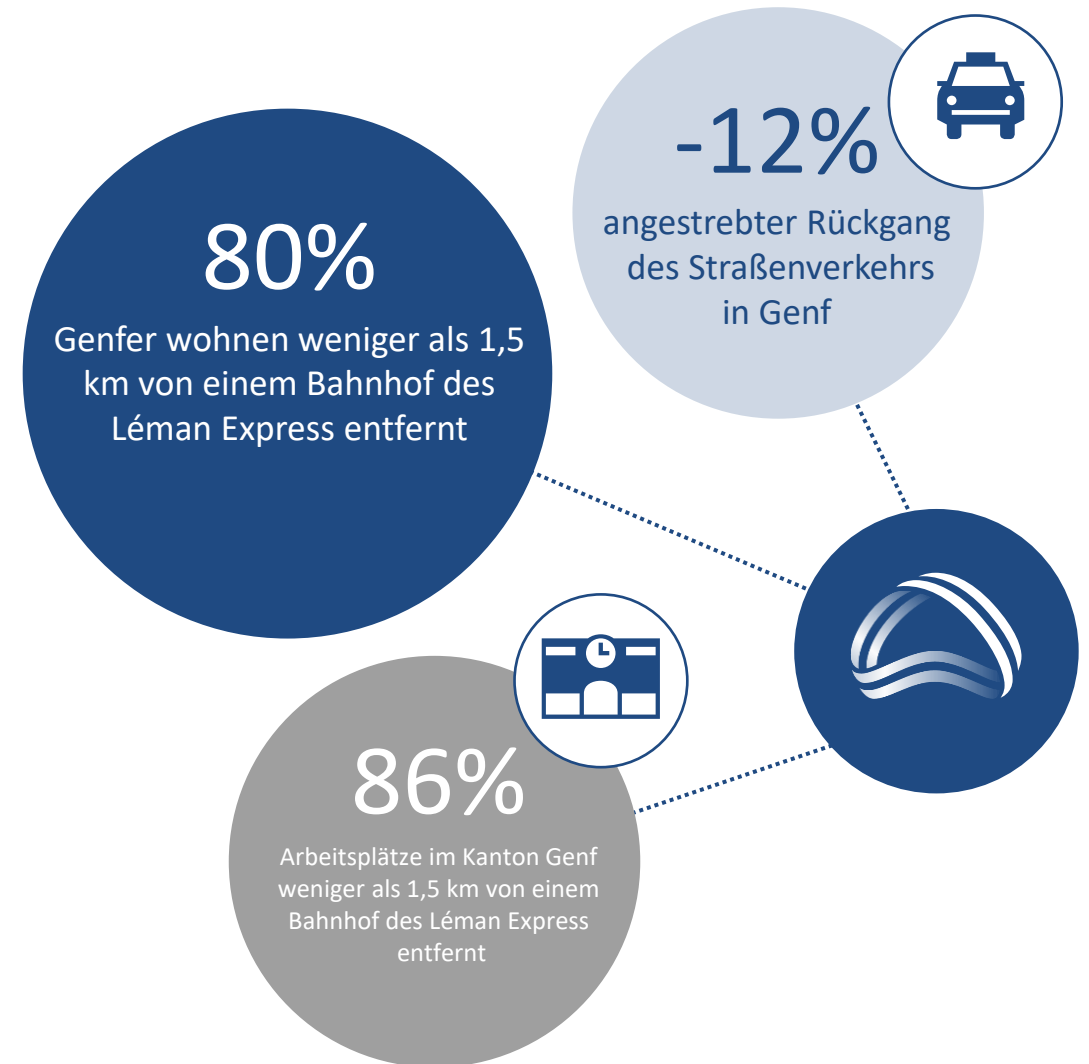 -12%
angestrebter Rückgang
des Straßenverkehrs
in Genf
80%
Genfer wohnen weniger als 1,5
km von einem Bahnhof des
Léman Express entfernt
86%
Arbeitsplätze im Kanton Genf
weniger als 1,5 km von einem
Bahnhof des Léman Express
entfernt